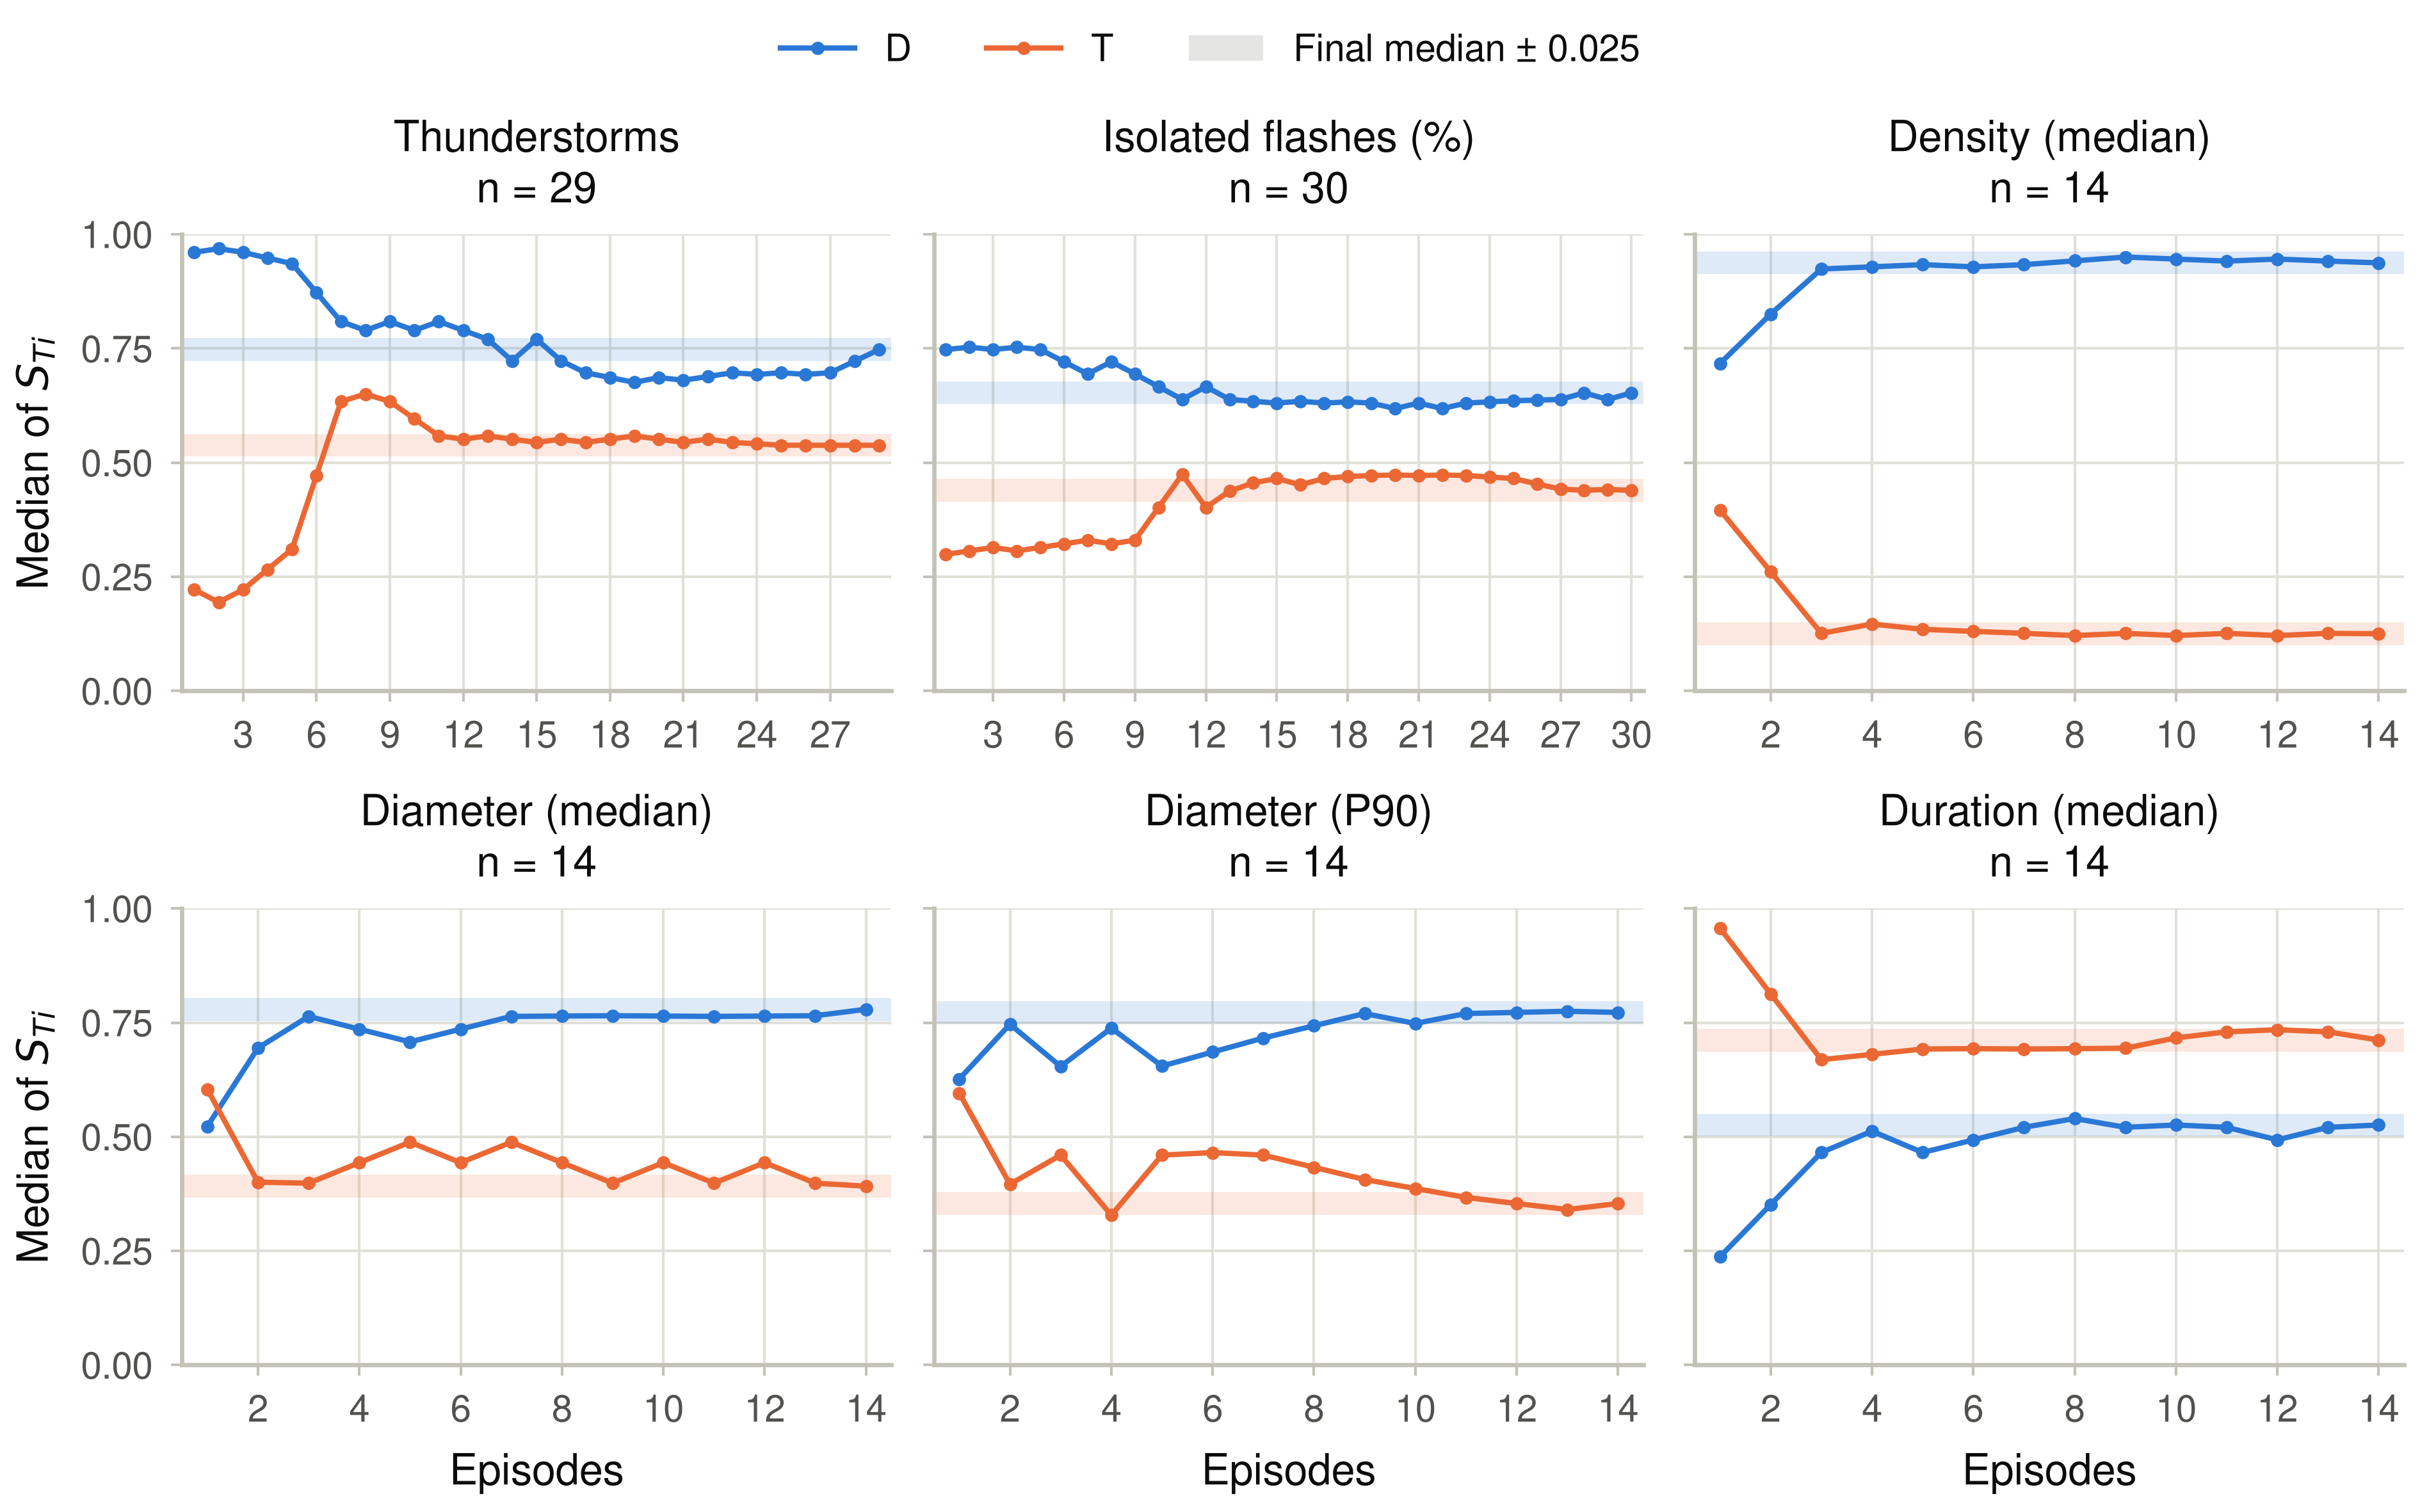 D T Final median ± 0.025
Thunderstorms
n = 29
Isolated flashes (%)
n = 30
Density (median)
n = 14
Median of S_Ti
1.00
0.75
0.50
0.25
0.00
3 6 9 12 15 18 21 24 27
3 6 9 12 15 18 21 24 27 30
2 4 6 8 10 12 14
Diameter (median)
n = 14
Diameter (P90)
n = 14
Duration (median)
n = 14
Median of S_Ti
1.00
0.75
0.50
0.25
0.00
2 4 6 8 10 12 14
2 4 6 8 10 12 14
2 4 6 8 10 12 14
Episodes
Episodes
Episodes